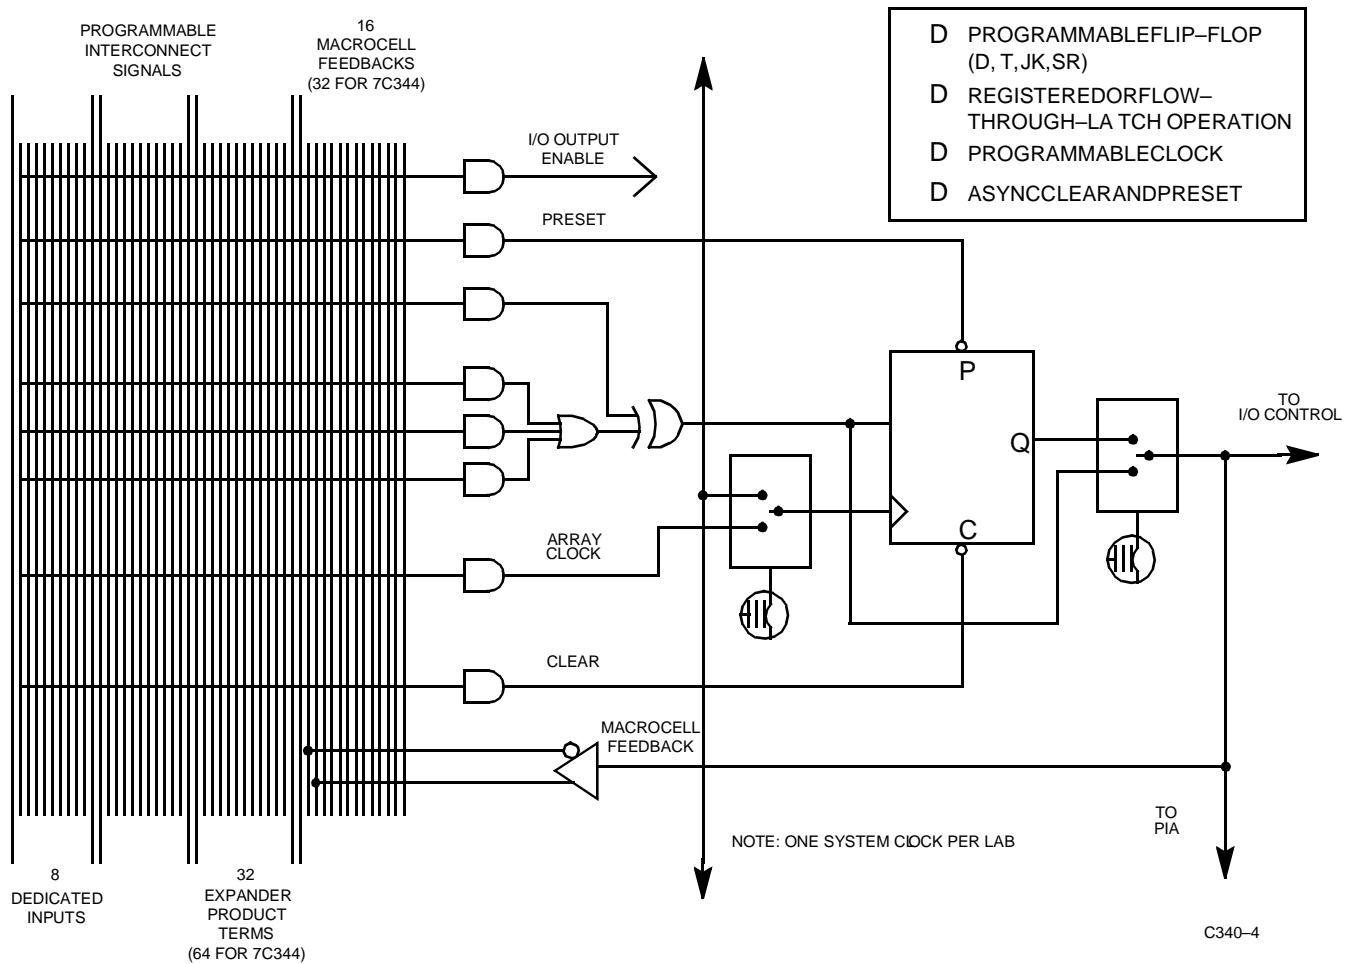 PROGRAMMABLE
INTERCONNECT
SIGNALS
16
MACROCELL
FEEDBACKS
(32 FOR 7C344)
I/O OUTPUT
ENABLE
PRESET
D PROGRAMMABLEFLIP–FLOP
(D, T,JK,SR)
D REGISTEREDORFLOW–
THROUGH–LA TCH OPERATION
D PROGRAMMABLECLOCK
D ASYNCCLEARANDPRESET
P
Q
C
TO
I/O CONTROL
ARRAY
CLOCK
CLEAR
MACROCELL
FEEDBACK
NOTE: ONE SYSTEM CLOCK PER LAB
TO
PIA
8
DEDICATED
INPUTS
32
EXPANDER
PRODUCT
TERMS
(64 FOR 7C344)
C340–4